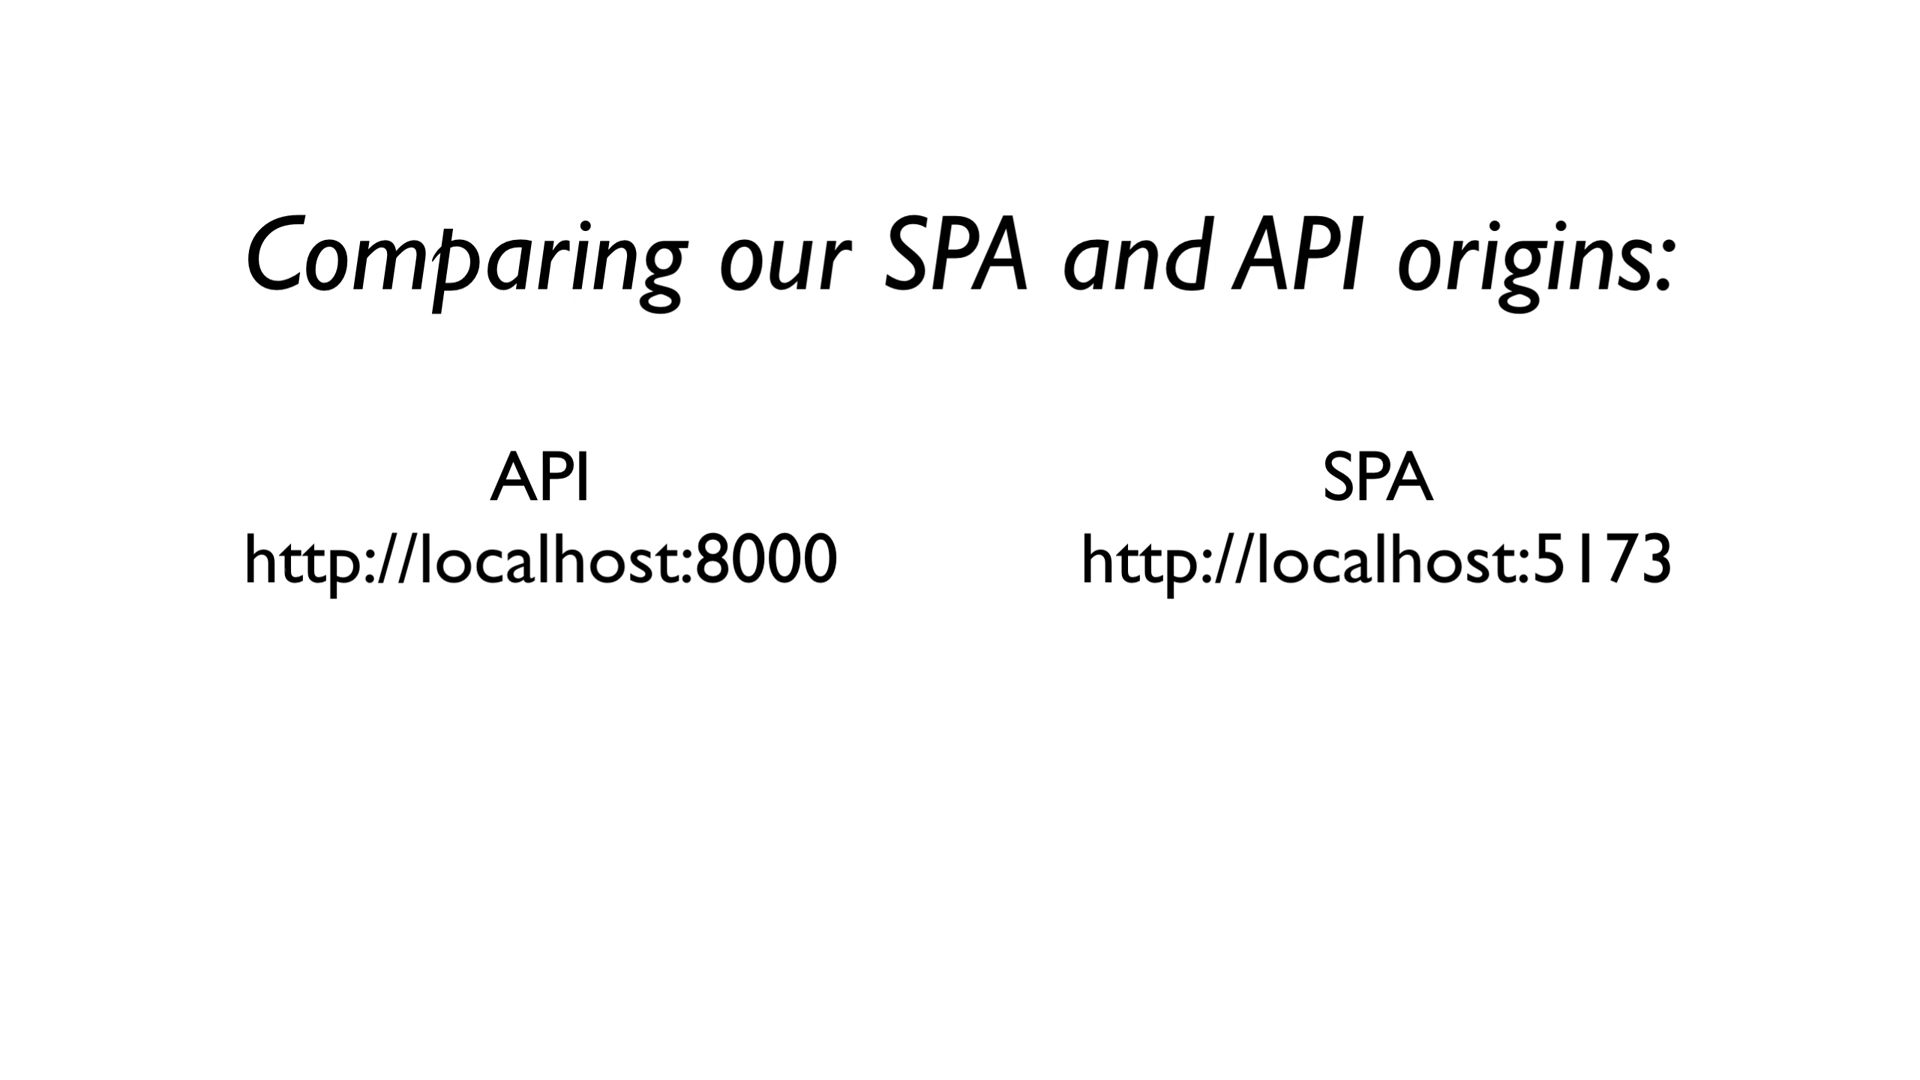 Comparing our SPA and API origins:
API
http://localhost:8000
SPA
http://localhost:5173